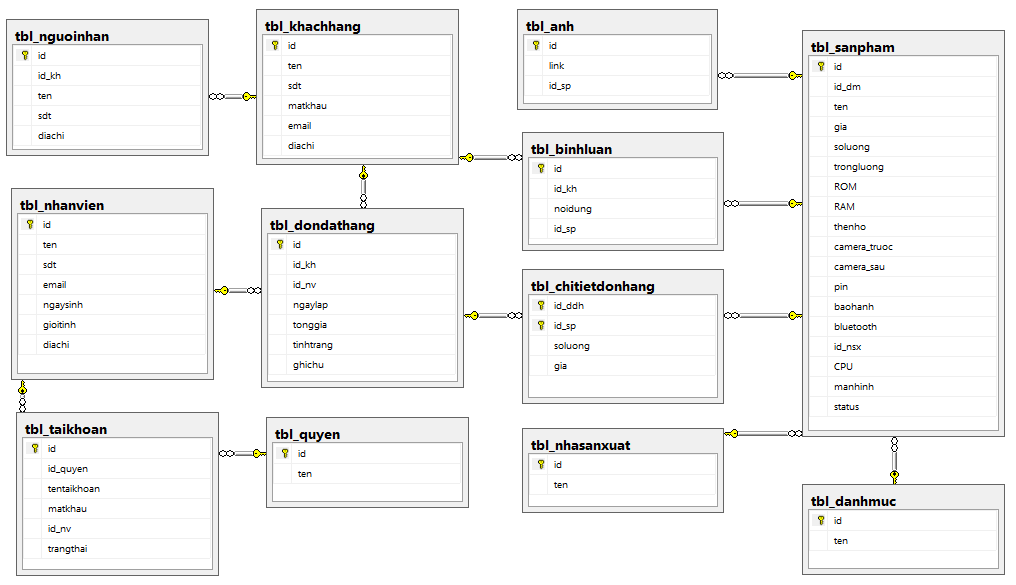 tbl_nguoinhan
id
id_kh
ten
sdt
diachi
tbl_khachhang
id
ten
sdt
matkhau
email
diachi
tbl_anh
id
link
id_sp
tbl_sanpham
id
id_dm
ten
gia
soluong
trongluong
ROM
RAM
thenho
camera_truoc
camera_sau
pin
baohanh
bluetooth
id_nsx
CPU
manhinh
status
tbl_binhluan
id
id_kh
noidung
id_sp
tbl_nhanvien
id
ten
sdt
email
ngaysinh
gioitinh
diachi
tbl_dondathang
id
id_kh
id_nv
ngaylap
tonggia
tinhtrang
ghichu
tbl_chitietdonhang
id_ddh
id_sp
soluong
gia
tbl_taikhoan
id
id_quyen
tentaikhoan
matkhau
id_nv
trangthai
tbl_quyen
id
ten
tbl_nhasanxuat
id
ten
tbl_danhmuc
id
ten